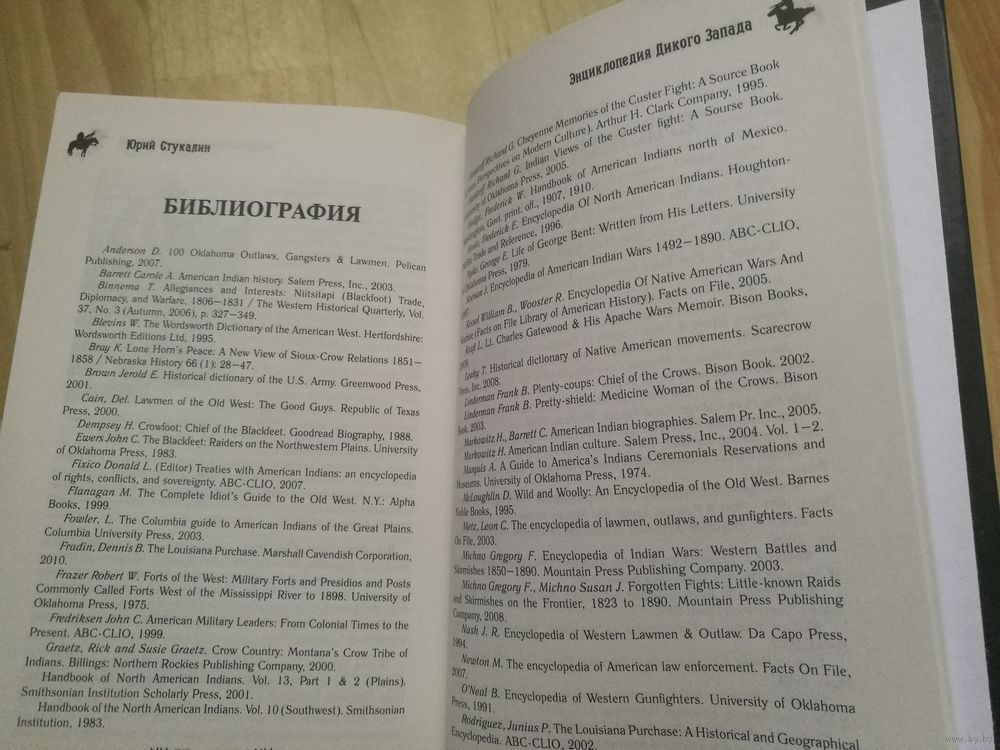 Юрий Стукалин
БИБЛИОГРАФИЯ
Anderson D. 100 Oklahoma Outlaws, Gangsters & Lawmen. Pelican
Publishing. 2007.
Barrett Carole A. American Indian history. Salem Press, Inc., 2003.
Binnema T. Allegiances and Interests: Niitsitapi (Blackfoot) Trade,
Diplomacy, and Warfare, 1806–1831 / The Western Historical Quarterly, Vol.
37, No. 3 (Autumn, 2006), p. 327–349.
Blevins W. The Wordsworth Dictionary of the American West. Hertfordshire:
Wordsworth Editions Ltd, 1995.
Bray K. Lone Horn's Peace: A New View of Sioux-Crow Relations 1851–
1858 / Nebraska History 66 (1): 28–47.
Brown Jerold E. Historical dictionary of the U.S. Army. Greenwood Press,
2001.
Cain, Del. Lawmen of the Old West: The Good Guys. Republic of Texas
Press, 2000.
Dempsey H. Crowfoot: Chief of the Blackfeet. Goodread Biography, 1988.
Ewers John C. The Blackfeet: Raiders on the Northwestern Plains. University
of Oklahoma Press, 1983.
Fixico Donald L. (Editor) Treaties with American Indians: an encyclopedia
of rights, conflicts, and sovereignty. ABC-CLIO, 2007.
Flanagan M. The Complete Idiot's Guide to the Old West. N.Y.: Alpha
Books, 1999.
Fowler, L. The Columbia guide to American Indians of the Great Plains.
Columbia University Press, 2003.
Fradin, Dennis B. The Louisiana Purchase. Marshall Cavendish Corporation,
2010.
Frazer Robert W. Forts of the West: Military Forts and Presidios and Posts
Commonly Called Forts West of the Mississippi River to 1898. University of
Oklahoma Press, 1975.
Fredriksen John C. American Military Leaders: From Colonial Times to the
Present. ABC-CLIO, 1999.
Graetz, Rick and Susie Graetz. Crow Country: Montana's Crow Tribe of
Indians. Billings: Northern Rockies Publishing Company, 2000.
Handbook of North American Indians. Vol. 13, Part 1 & 2 (Plains).
Smithsonian Institution Scholarly Press, 2001.
Handbook of the North American Indians. Vol. 10 (Southwest). Smithsonian
Institution, 1983.
Энциклопедия Дикого Запада
Richard G. Cheyenne Memories of the Custer Fight: A Source Book
Perspectives on Modern Culture). Arthur H. Clark Company, 1995.
Richard G. Indian Views of the Custer fight: A Sourse Book.
of Oklahoma Press, 2005.
Frederick W. Handbook of American Indians north of Mexico.
Govt. print. off., 1907, 1910.
Frederick E. Encyclopedia Of North American Indians. Houghton-
Trade and Reference, 1996.
George E. Life of George Bent: Written from His Letters. University
Oklahoma Press, 1979.
J. Encyclopedia of American Indian Wars 1492–1890. ABC-CLIO,
William B., Wooster R. Encyclopedia Of Native American Wars And
Warfare (Facts on File Library of American History). Facts on File, 2005.
Kraft L. Lt. Charles Gatewood & His Apache Wars Memoir. Bison Books,
Leahy T. Historical dictionary of Native American movements. Scarecrow
Press, Inc. 2008.
Linderman Frank B. Plenty-coups: Chief of the Crows. Bison Book. 2002.
Linderman Frank B. Pretty-shield: Medicine Woman of the Crows. Bison
Book, 2003.
Markowitz H., Barrett C. American Indian biographies. Salem Pr. Inc., 2005.
Markowitz H. American Indian culture. Salem Press, Inc., 2004. Vol. 1–2.
Marquis A. A Guide to America's Indians Ceremonials Reservations and
Museums. University of Oklahoma Press, 1974.
McLoughlin D. Wild and Woolly: An Encyclopedia of the Old West. Barnes
Noble Books, 1995.
Metz, Leon C. The encyclopedia of lawmen, outlaws, and gunfighters. Facts
On File, 2003.
Michno Gregory F. Encyclopedia of Indian Wars: Western Battles and
Skirmishes 1850–1890. Mountain Press Publishing Company. 2003.
Michno Gregory F., Michno Susan J. Forgotten Fights: Little-known Raids
and Skirmishes on the Frontier, 1823 to 1890. Mountain Press Publishing
Company, 2008.
Nash J. R. Encyclopedia of Western Lawmen & Outlaw. Da Capo Press,
1994.
Newton M. The encyclopedia of American law enforcement. Facts On File,
2007.
O'Neal B. Encyclopedia of Western Gunfighters. University of Oklahoma
Press, 1991.
Rodriguez, Junius P. The Louisiana Purchase: A Historical and Geographical
Encyclopedia. ABC-CLIO, 2002.
www.ay.by